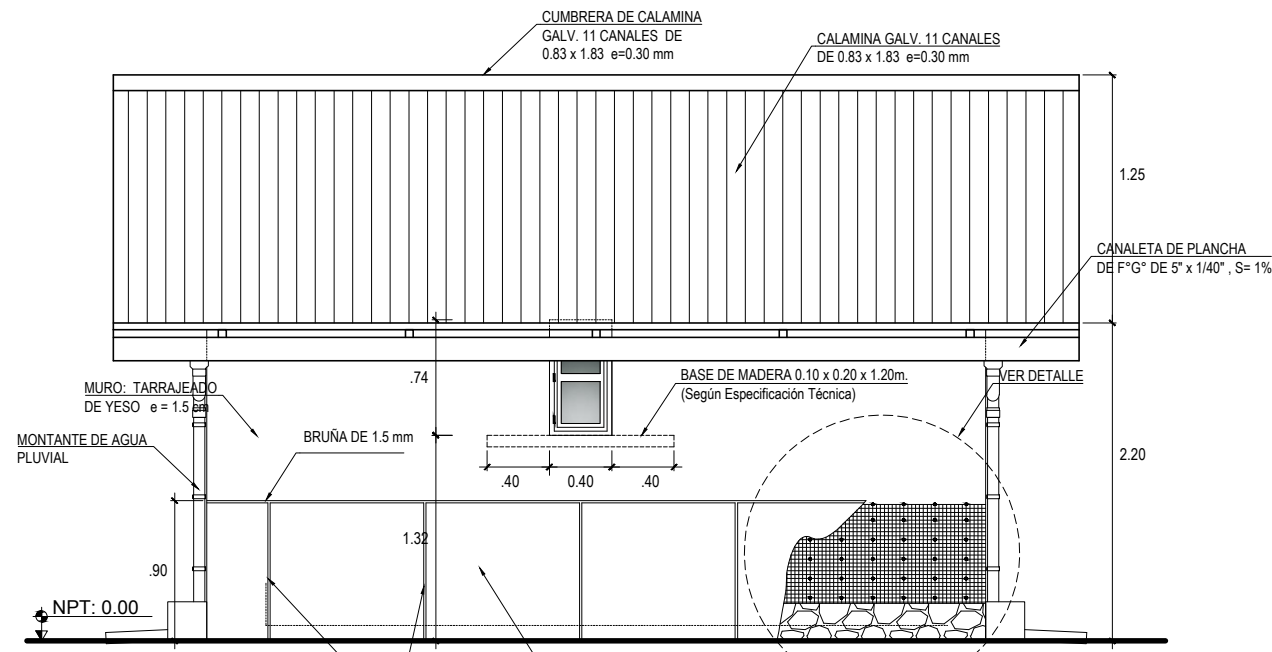 CUMBRERA DE CALAMINA
GALV. 11 CANALES DE
0.83 x 1.83 e=0.30 mm
CALAMINA GALV. 11 CANALES
DE 0.83 x 1.83 e=0.30 mm
1.25
CANALETA DE PLANCHA
DE F°G° DE 5" x 1/40" , S= 1%
.74
BASE DE MADERA 0.10 x 0.20 x 1.20m.
(Según Especificación Técnica)
VER DETALLE
MURO: TARRAJEADO
DE YESO e = 1.5 cm
BRUÑA DE 1.5 mm
MONTANTE DE AGUA
PLUVIAL
2.20
.40
0.40
.40
1.32
.90
NPT: 0.00